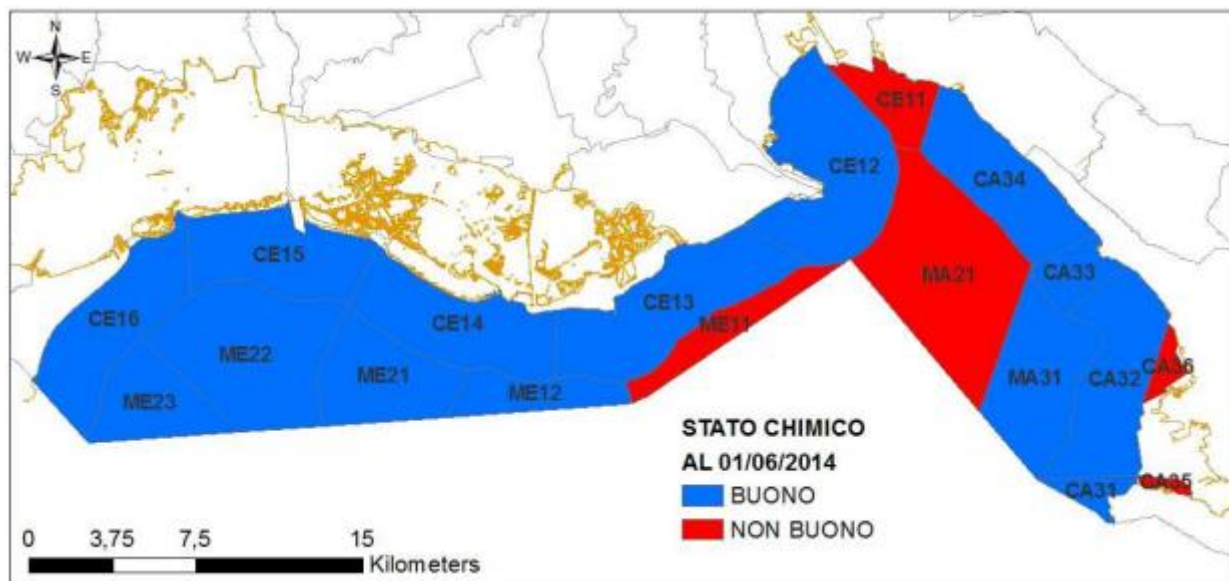 N
W E
S
CE11
CE12
CA34
CE15
MA21
CA33
CE16
CE13
CE14
ME11
ME22
ME21
MA31
CA32
CA36
ME23
ME12
STATO CHIMICO
AL 01/06/2014
BUONO
NON BUONO
CA31
CA35
0 3,75 7,5 15
Kilometers